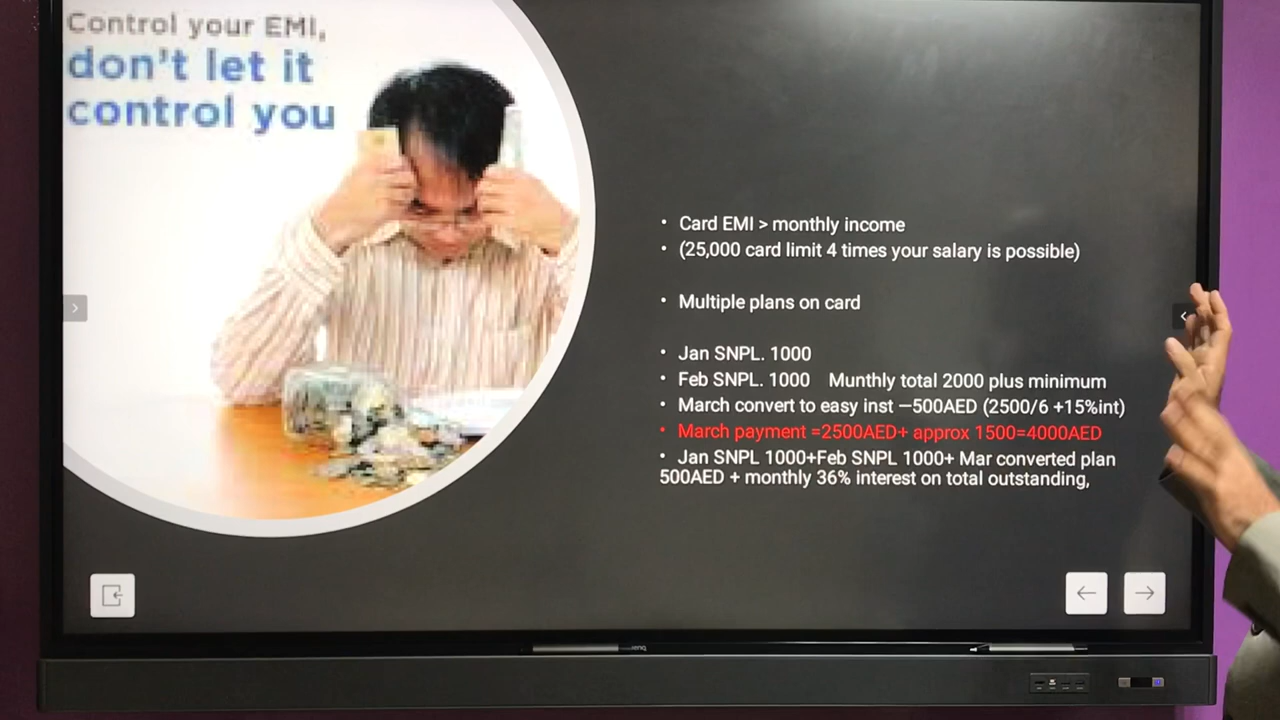 Control your EMI,
don't let it
control you
• Card EMI > monthly income
• (25,000 card limit 4 times your salary is possible)
• Multiple plans on card
• Jan SNPL. 1000
• Feb SNPL. 1000 Munthly total 2000 plus minimum
• March convert to easy inst –500AED (2500/6 +15%int)
• March payment =2500AED+ approx 1500=4000AED
• Jan SNPL 1000+Feb SNPL 1000+ Mar converted plan
500AED + monthly 36% interest on total outstanding,